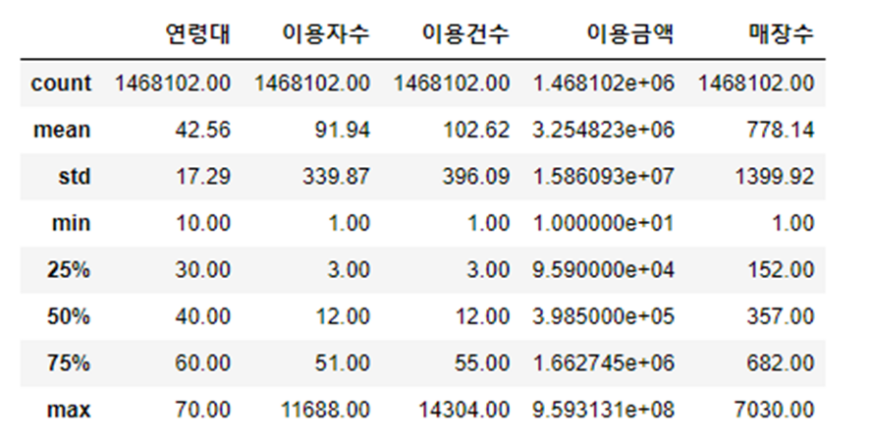 연령대 이용자수 이용건수 이용금액 매장수
count 1468102.00 1468102.00 1468102.00 1.468102e+06 1468102.00
mean 42.56 91.94 102.62 3.254823e+06 778.14
std 17.29 339.87 396.09 1.586093e+07 1399.92
min 10.00 1.00 1.00 1.000000e+01 1.00
25% 30.00 3.00 3.00 9.590000e+04 152.00
50% 40.00 12.00 12.00 3.985000e+05 357.00
75% 60.00 51.00 55.00 1.662745e+06 682.00
max 70.00 11688.00 14304.00 9.593131e+08 7030.00